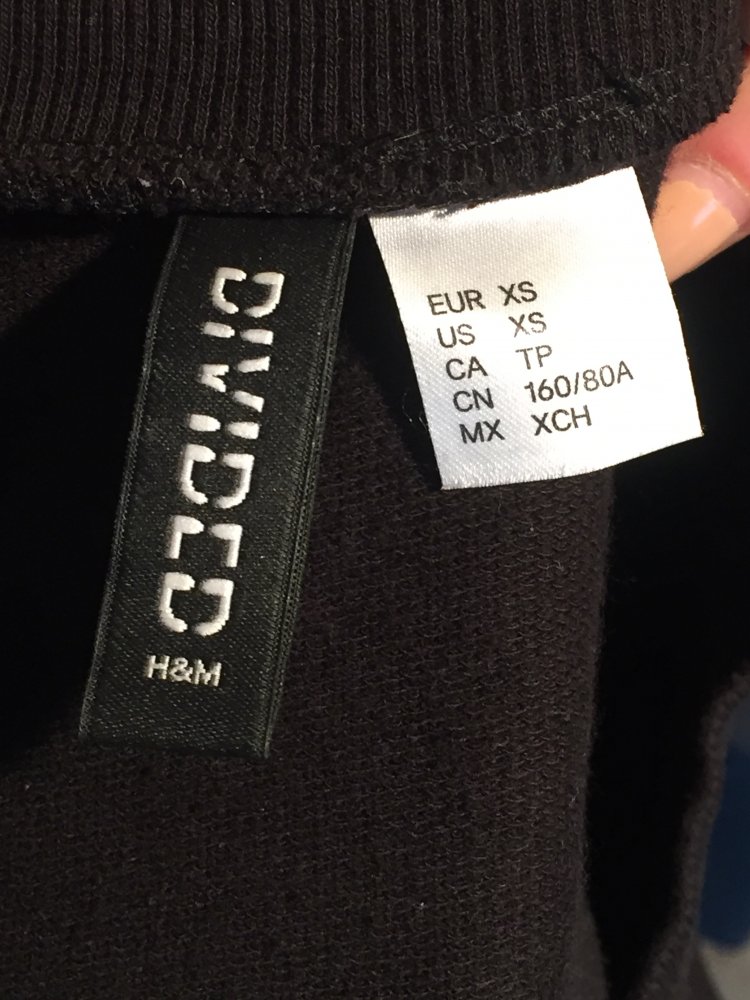 DIVIDED
H&M
EUR XS
US XS
CA TP
CN 160/80A
MX XCH